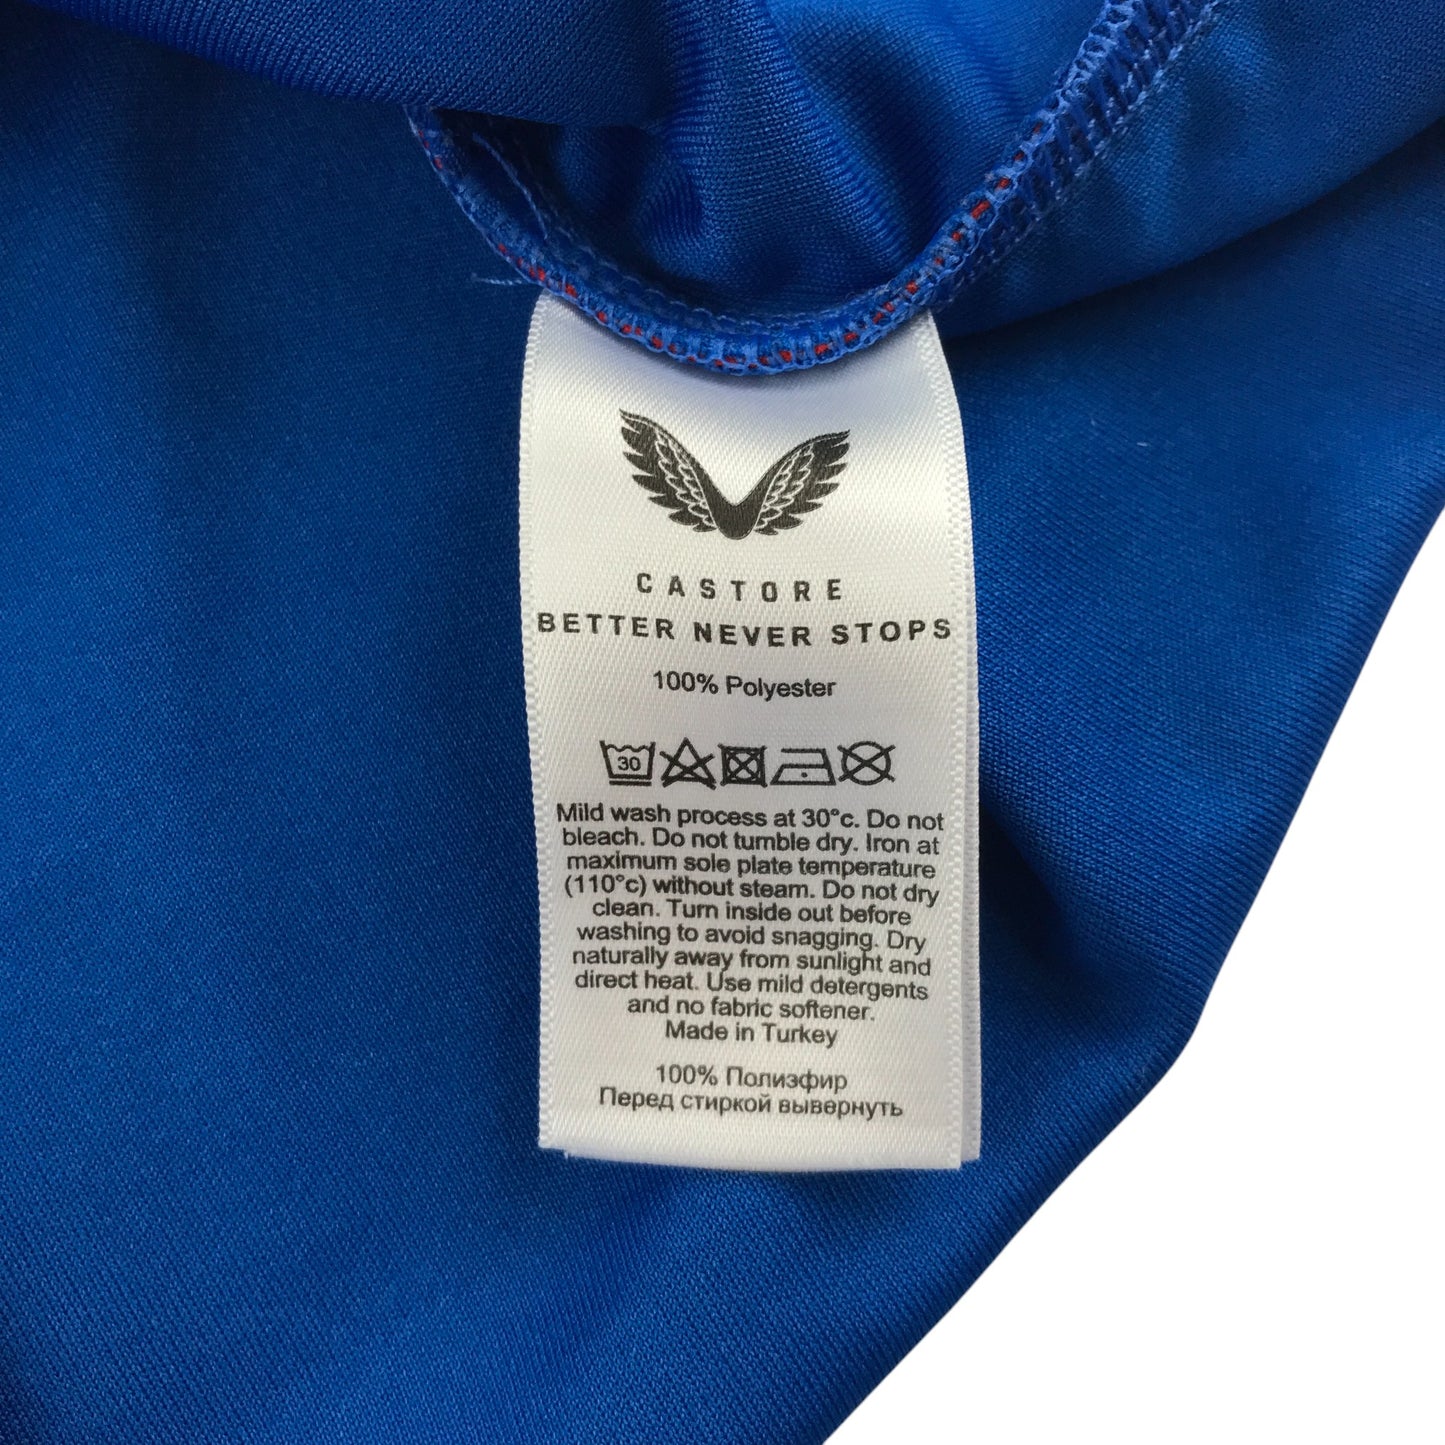 CASTORE
BETTER NEVER STOPS
100% Polyester
30
Mild wash process at 30°c. Do not
bleach. Do not tumble dry. Iron at
maximum sole plate temperature
(110°c) without steam. Do not dry
clean. Turn inside out before
washing to avoid snagging. Dry
naturally away from sunlight and
direct heat. Use mild detergents
and no fabric softener.
Made in Turkey
100% Полиэфир
Перед стиркой вывернуть